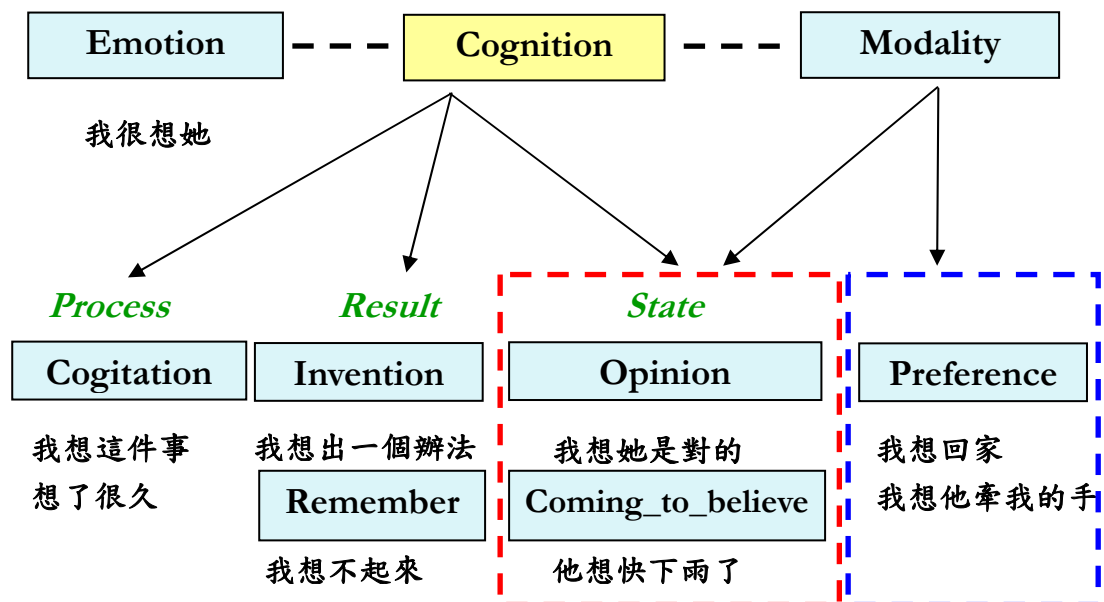 Emotion
Cognition
Modality
我很想她
Process
Result
State
Cogitation
Invention
Opinion
Preference
我想這件事
想了很久
我想出一個辦法
我想她是對的
我想回家
我想他牽我的手
Remember
Coming_to_believe
我想不起來
他想快下雨了